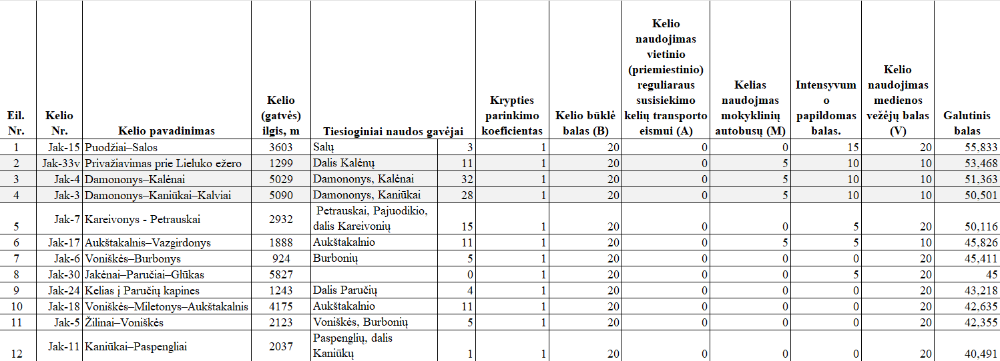 Eil. Nr. | Kelio Nr. | Kelio pavadinimas | Kelio (gatvės) ilgis, m | Tiesioginiai naudos gavėjai | Krypties parinkimo koeficientas | Kelio būklė balas (B) | Kelio naudojimas vietinio (priemiestinio) reguliaraus susisiekimo kelių transporto eismui (A) | Kelias naudojmas mokyklinių autobusų (M) | Intensyvumo papildomas balas. | Kelio naudojimas medienos vežėjų balas (V) | Galutinis balas
1 | Jak-15 | Puodžiai–Salos | 3603 | Salų | 3 | 1 | 20 | 0 | 0 | 15 | 20 | 55,833
2 | Jak-33v | Privažiavimas prie Lieluko ežero | 1299 | Dalis Kalėnų | 11 | 1 | 20 | 0 | 5 | 10 | 10 | 53,468
3 | Jak-4 | Damononys–Kalėnai | 5029 | Damononys, Kalėnai | 32 | 1 | 20 | 0 | 5 | 10 | 10 | 51,363
4 | Jak-3 | Damononys–Kaniūkai–Kalviai | 5090 | Damononys, Kaniūkai | 28 | 1 | 20 | 0 | 5 | 10 | 10 | 50,501
5 | Jak-7 | Kareivonys - Petrauskai | 2932 | Petrauskai, Pajuodikio, dalis Kareivonių | 15 | 1 | 20 | 0 | 0 | 5 | 20 | 50,116
6 | Jak-17 | Aukštakalnis–Vazgirdonys | 1888 | Aukštakalnio | 11 | 1 | 20 | 0 | 5 | 5 | 10 | 45,826
7 | Jak-6 | Voniškės–Burbonys | 924 | Burbonių | 5 | 1 | 20 | 0 | 0 | 0 | 20 | 45,411
8 | Jak-30 | Jakėnai–Paručiai–Glūkas | 5827 | 0 | 1 | 20 | 0 | 0 | 5 | 20 | 45
9 | Jak-24 | Kelias į Paručių kapines | 1243 | Dalis Paručių | 4 | 1 | 20 | 0 | 0 | 0 | 20 | 43,218
10 | Jak-18 | Voniškės–Miletonys–Aukštakalnis | 4175 | Aukštakalnio | 11 | 1 | 20 | 0 | 0 | 0 | 20 | 42,635
11 | Jak-5 | Žilinai–Voniškės | 2123 | Voniškės, Burbonių | 5 | 1 | 20 | 0 | 0 | 0 | 20 | 42,355
12 | Jak-11 | Kaniūkai–Paspengliai | 2037 | Paspenglių, dalis Kaniūkų | 1 | 1 | 20 | 0 | 0 | 0 | 20 | 40,491